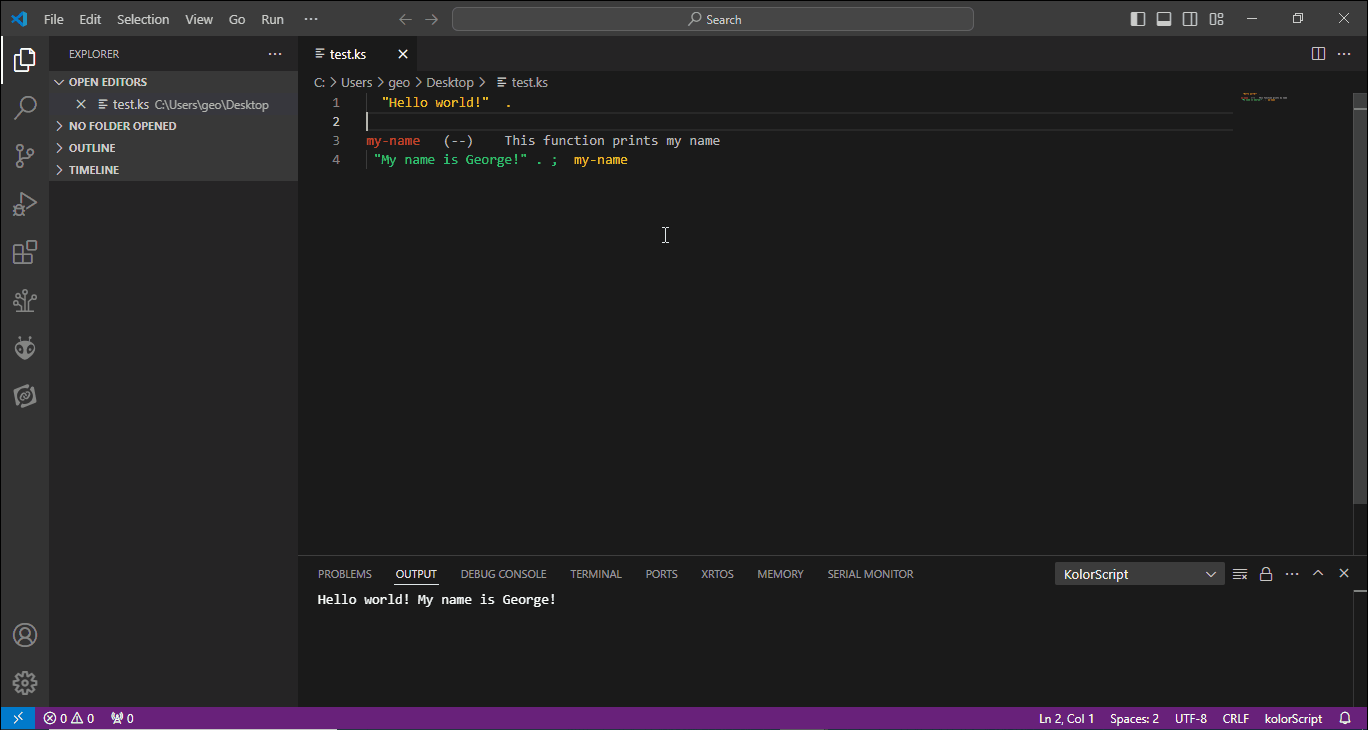 File Edit Selection View Go Run ···
Search
EXPLORER ···
OPEN EDITORS
test.ks C:\Users\geo\Desktop
NO FOLDER OPENED
OUTLINE
TIMELINE
test.ks
C: > Users > geo > Desktop > test.ks
1 "Hello world!" .
2
3 my-name (--) This function prints my name
4 "My name is George!" . ; my-name
PROBLEMS OUTPUT DEBUG CONSOLE TERMINAL PORTS XRTOS MEMORY SERIAL MONITOR KolorScript
Hello world! My name is George!
0 0 0 Ln 2, Col 1 Spaces: 2 UTF-8 CRLF kolorScript